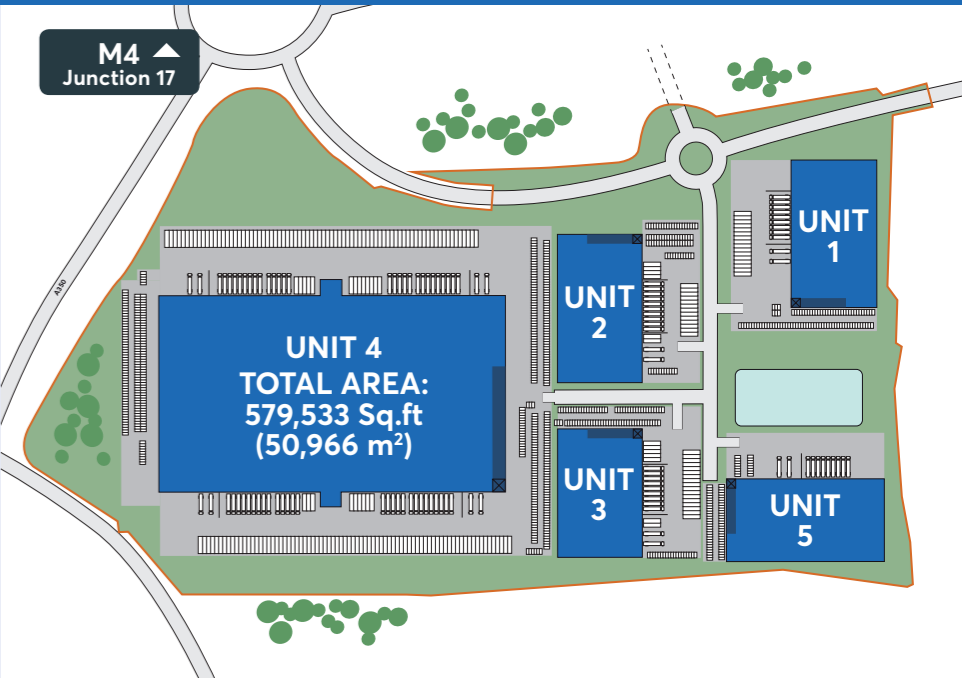 M4
Junction 17
A350
UNIT
1
UNIT
2
UNIT 4
TOTAL AREA:
579,533 Sq.ft
(50,966 m²)
UNIT
3
UNIT
5